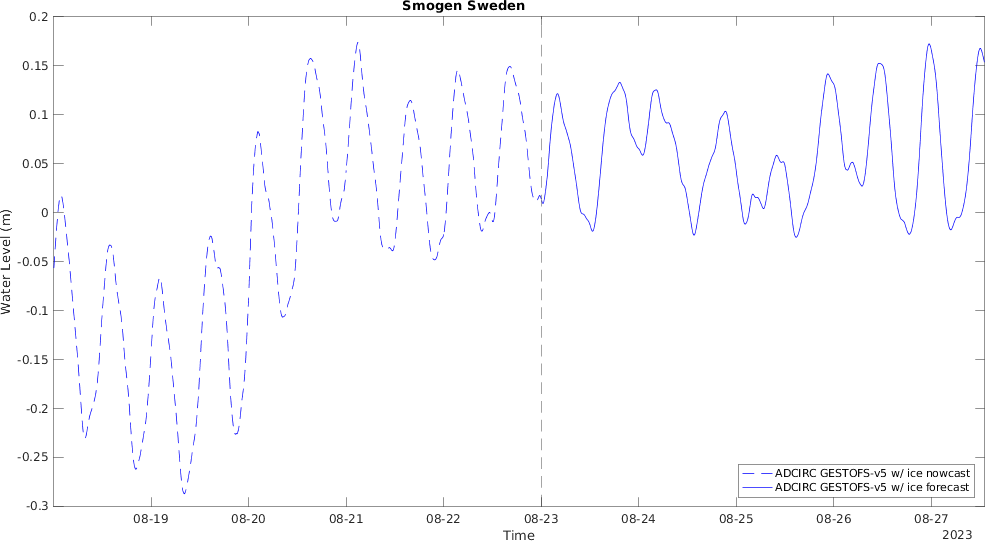 Smogen Sweden
0.2
0.15
0.1
0.05
0
-0.05
-0.1
-0.15
-0.2
-0.25
-0.3
Water Level (m)
08-19 08-20 08-21 08-22 08-23 08-24 08-25 08-26 08-27
Time
2023
ADCIRC GESTOFS-v5 w/ ice nowcast
ADCIRC GESTOFS-v5 w/ ice forecast